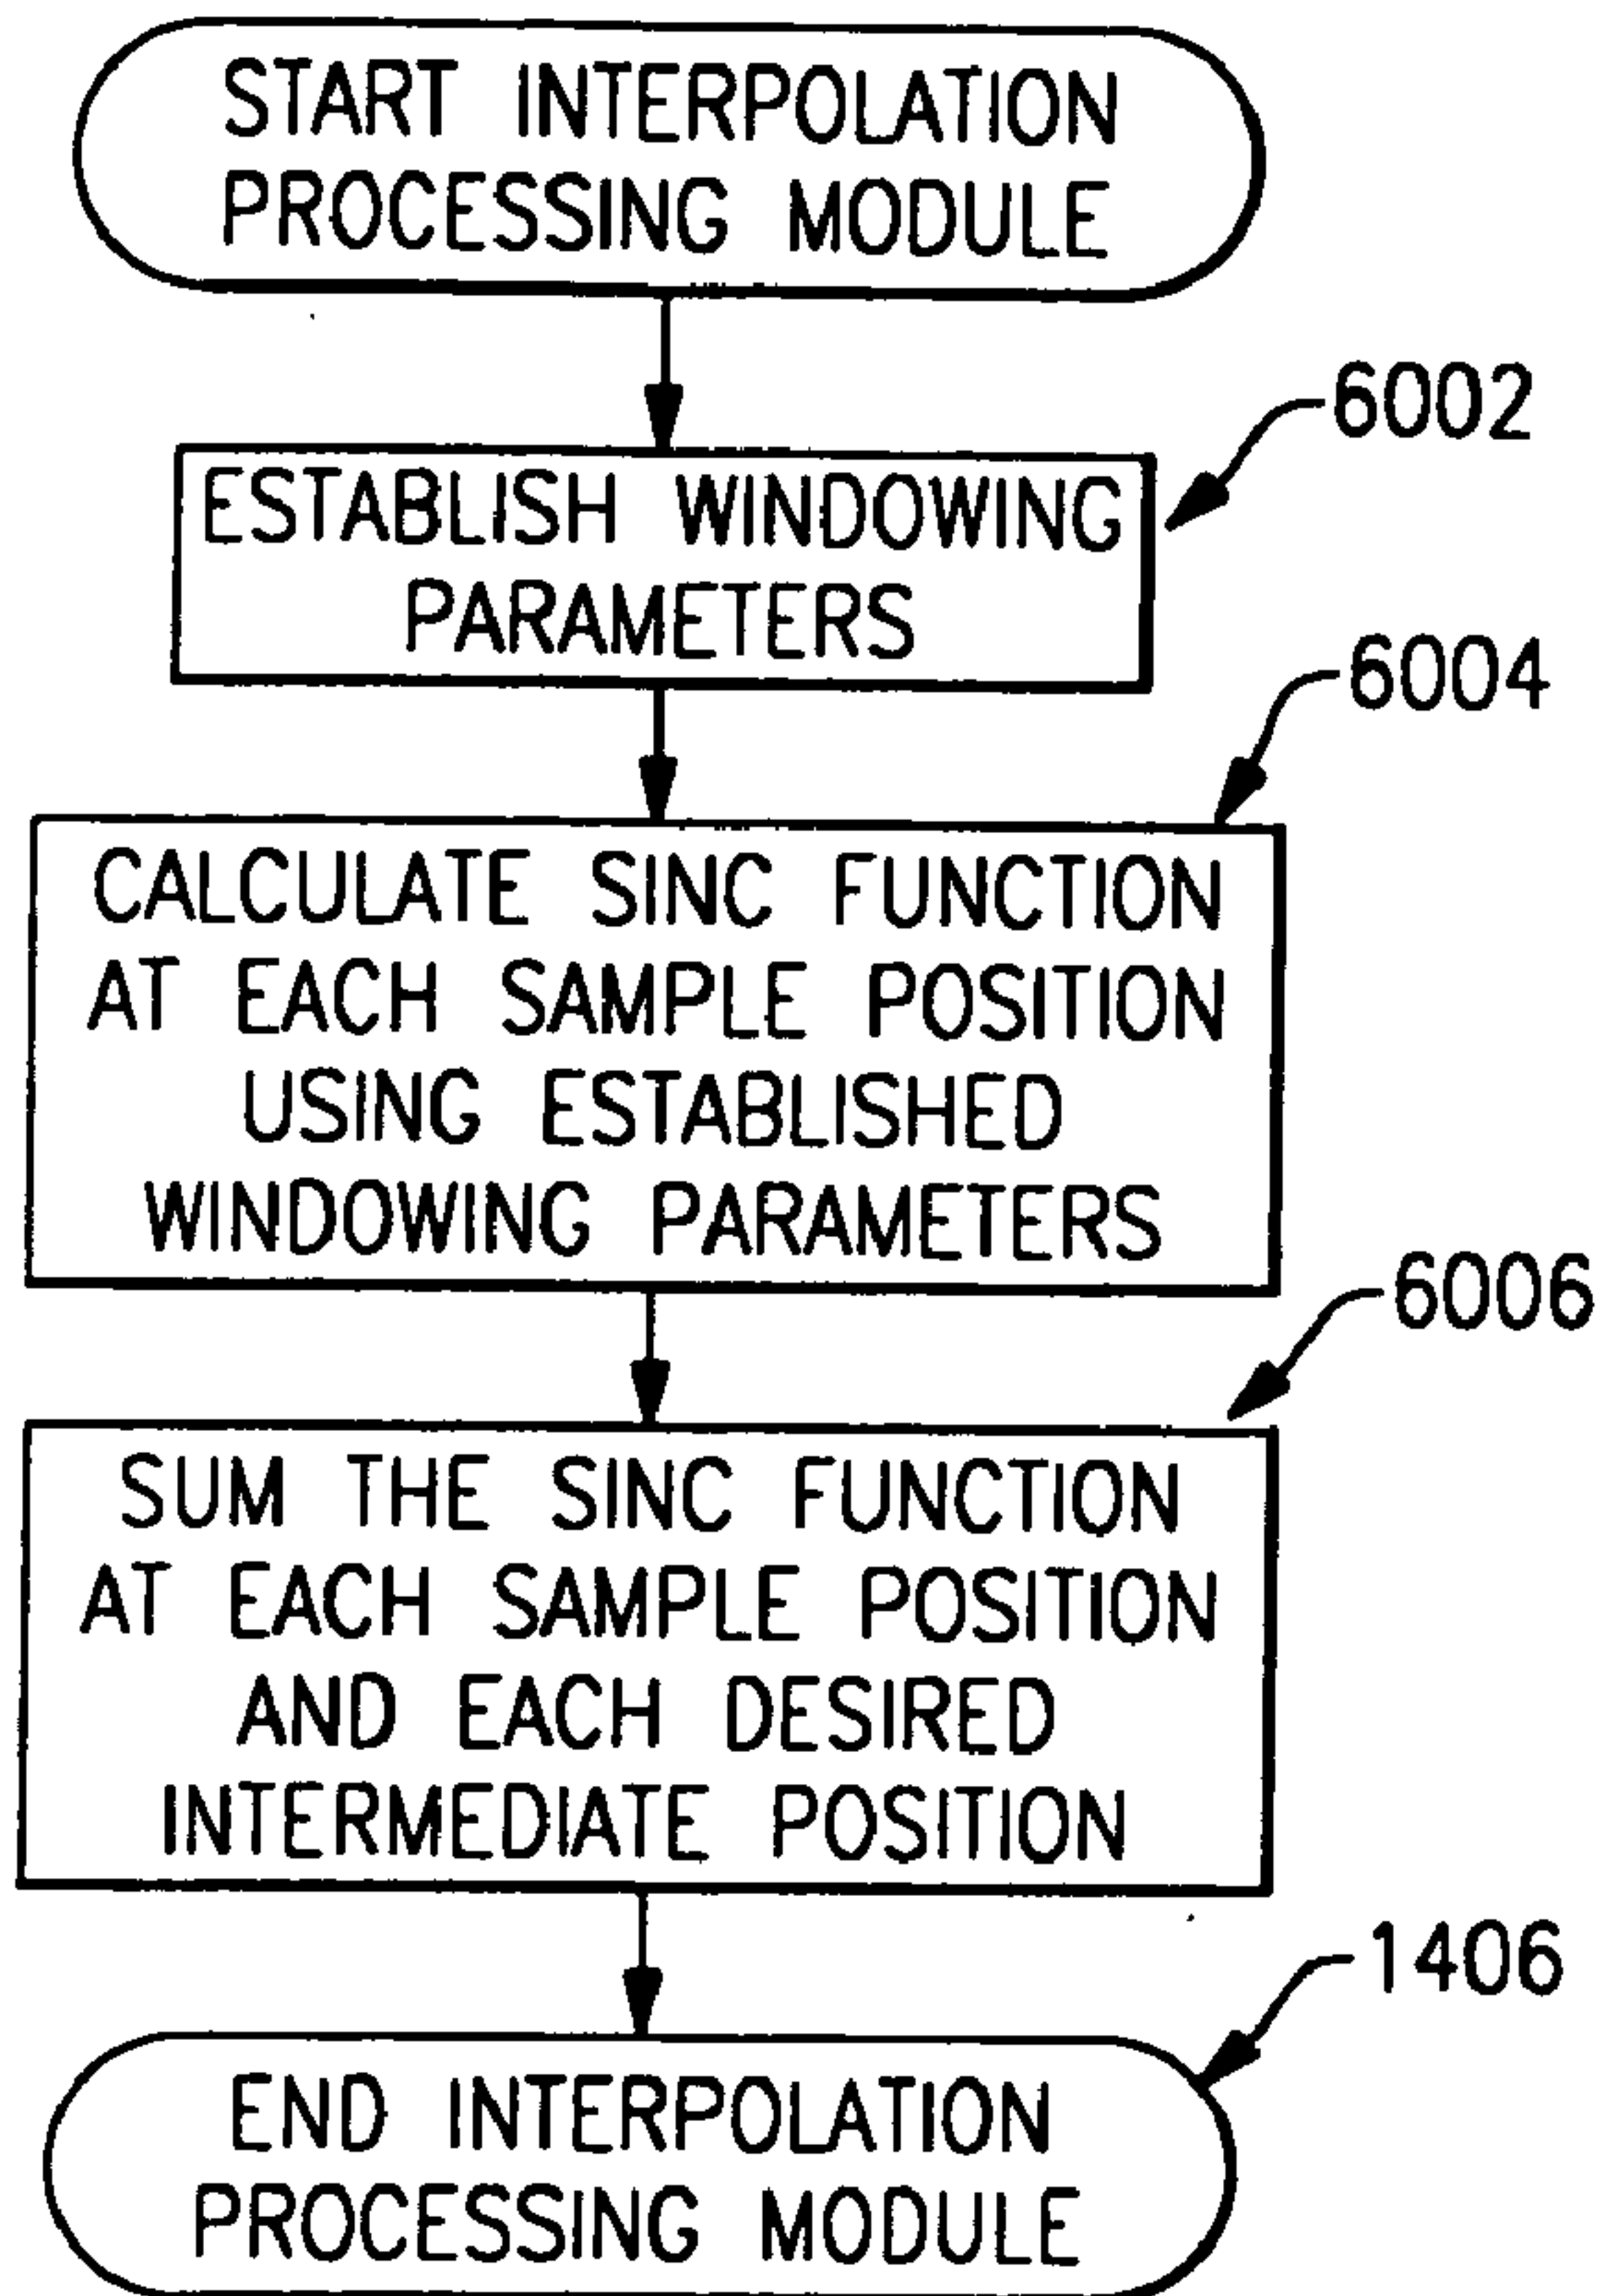 START INTERPOLATION
PROCESSING MODULE
6002
ESTABLISH WINDOWING
PARAMETERS
6004
CALCULATE SINC FUNCTION
AT EACH SAMPLE POSITION
USING ESTABLISHED
WINDOWING PARAMETERS
6006
SUM THE SINC FUNCTION
AT EACH SAMPLE POSITION
AND EACH DESIRED
INTERMEDIATE POSITION
1406
END INTERPOLATION
PROCESSING MODULE